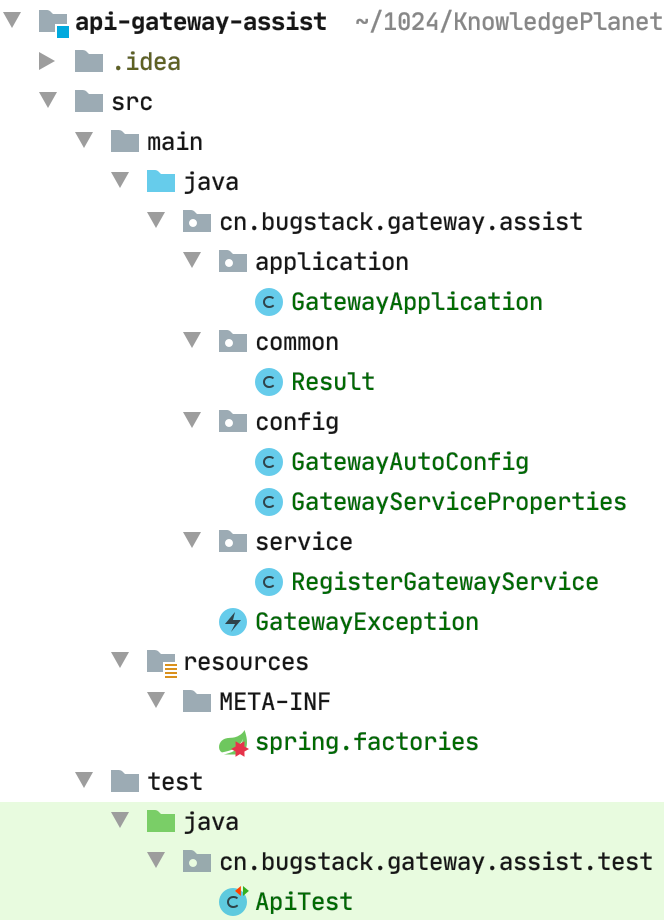 api-gateway-assist ~/1024/KnowledgePlanet
.idea
src
main
java
cn.bugstack.gateway.assist
application
GatewayApplication
common
Result
config
GatewayAutoConfig
GatewayServiceProperties
service
RegisterGatewayService
GatewayException
resources
META-INF
spring.factories
test
java
cn.bugstack.gateway.assist.test
ApiTest